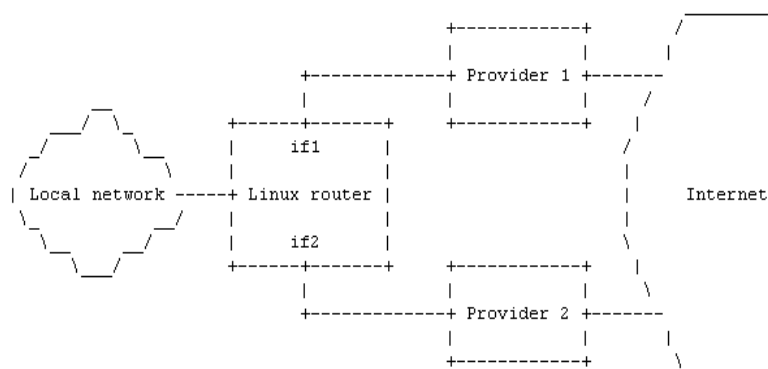 Provider 1
if1
Local network
Linux router
Internet
if2
Provider 2